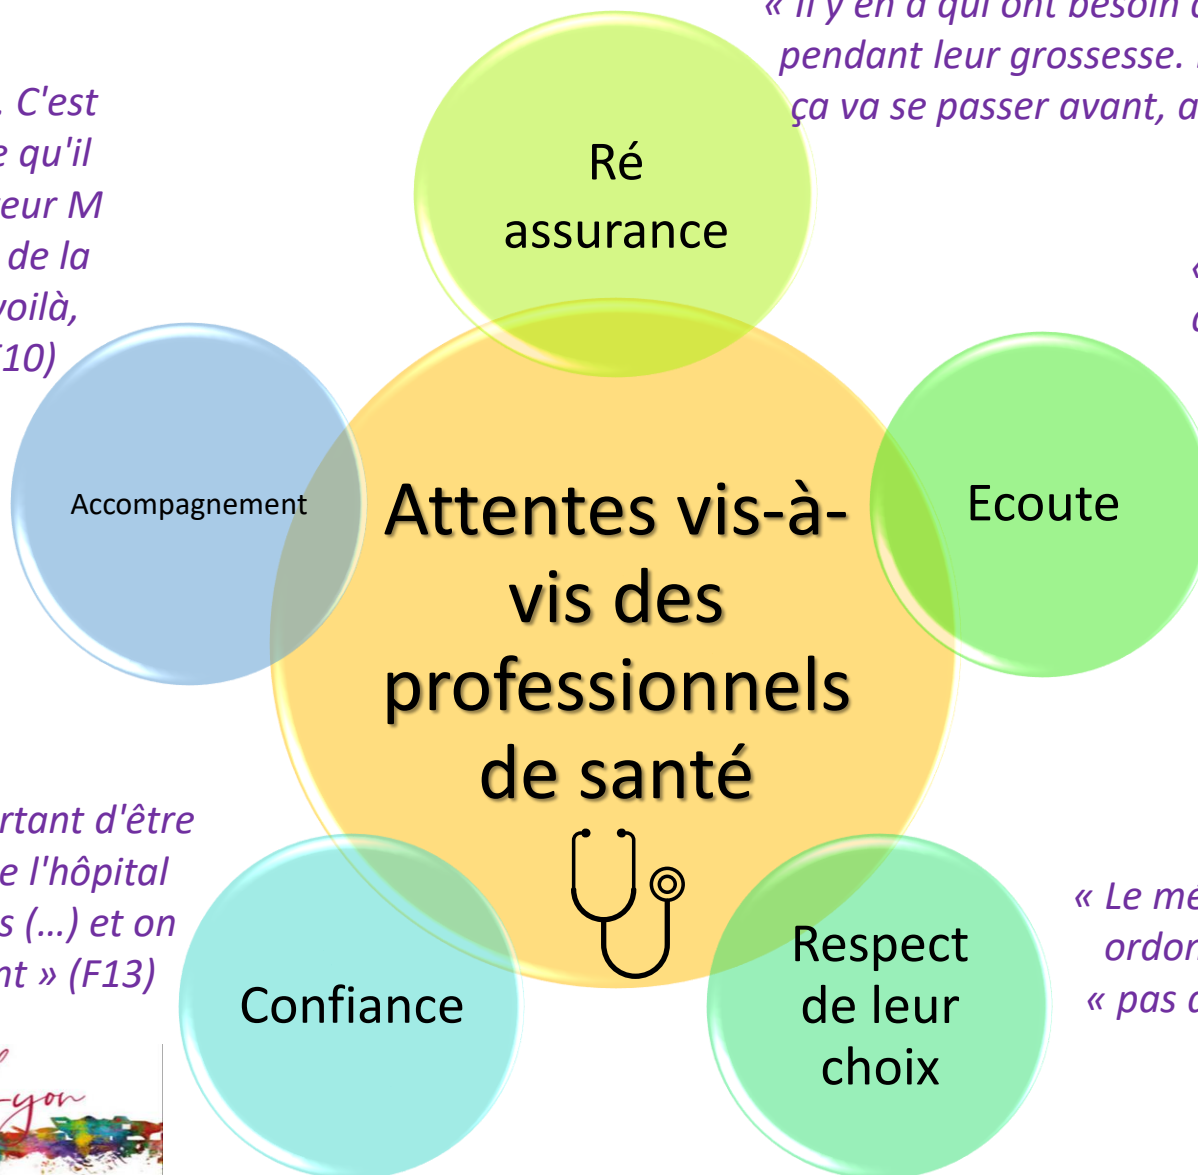 « Il y en a qui ont besoin
pendant leur grossesse.
ça va se passer avant,
C'est
qu'il
eur M
de la
voilà,
10)
Ré
assurance
«
Accompagnement
Attentes vis-à-
vis des
professionnels
de santé
Ecoute
rtant d'être
e l'hôpital
s (…) et on
nt » (F13)
Confiance
Respect
de leur
choix
« Le mé
ordon
« pas
-yon